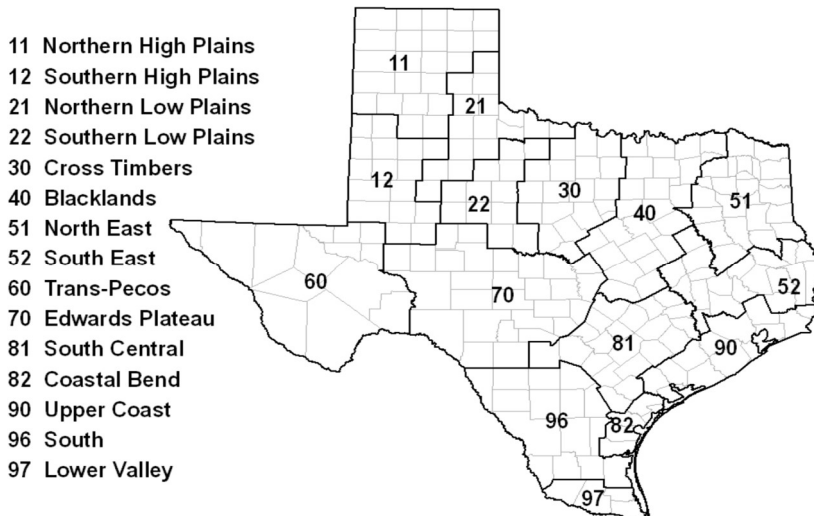 11 Northern High Plains
12 Southern High Plains
21 Northern Low Plains
22 Southern Low Plains
30 Cross Timbers
40 Blacklands
51 North East
52 South East
60 Trans-Pecos
70 Edwards Plateau
81 South Central
82 Coastal Bend
90 Upper Coast
96 South
97 Lower Valley
11
21
12
22
30
40
51
60
70
52
81
90
96
82
97